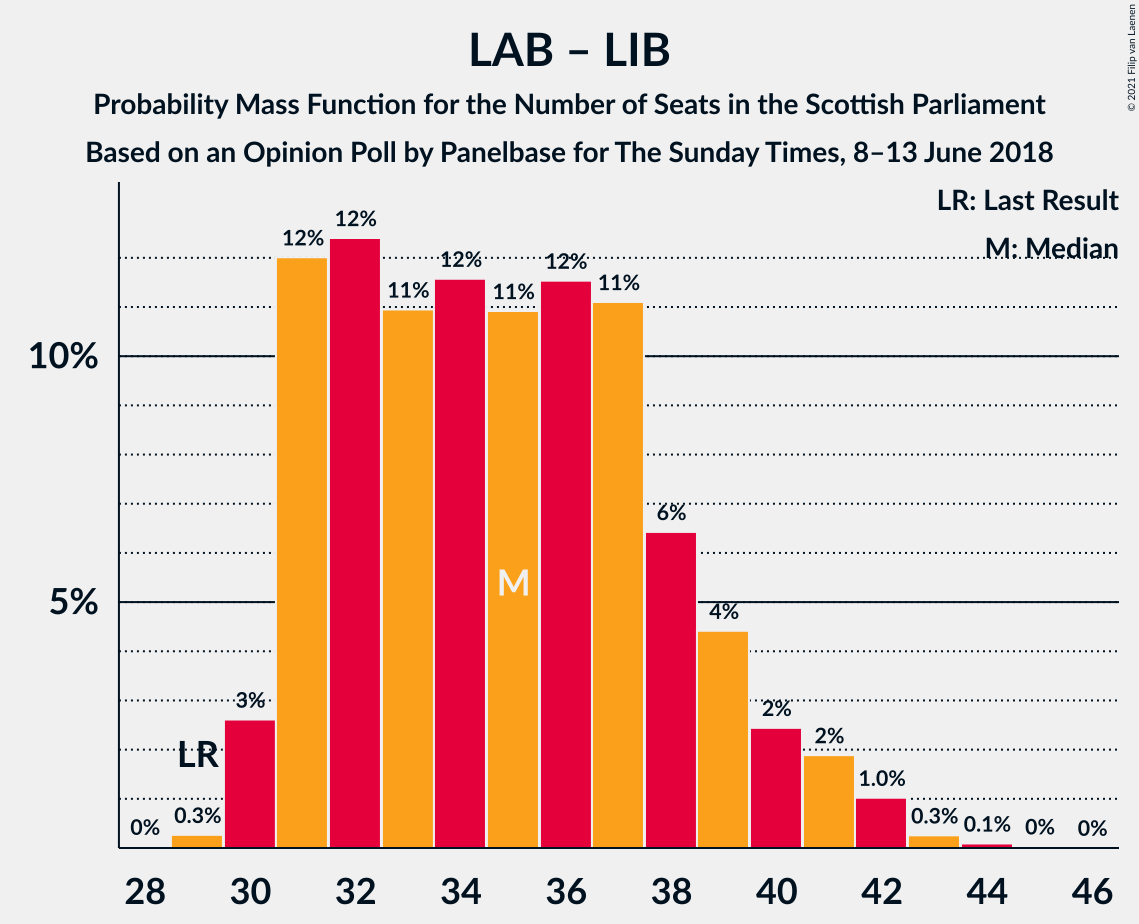 LAB – LIB
Probability Mass Function for the Number of Seats in the Scottish Parliament
Based on an Opinion Poll by Panelbase for The Sunday Times, 8–13 June 2018
© 2021 Filip van Laenen
LR: Last Result
M: Median
10%
5%
0%
0.3%
LR
3%
12%
12%
11%
12%
11%
M
12%
11%
6%
4%
2%
2%
1.0%
0.3%
0.1%
0%
0%
28 30 32 34 36 38 40 42 44 46